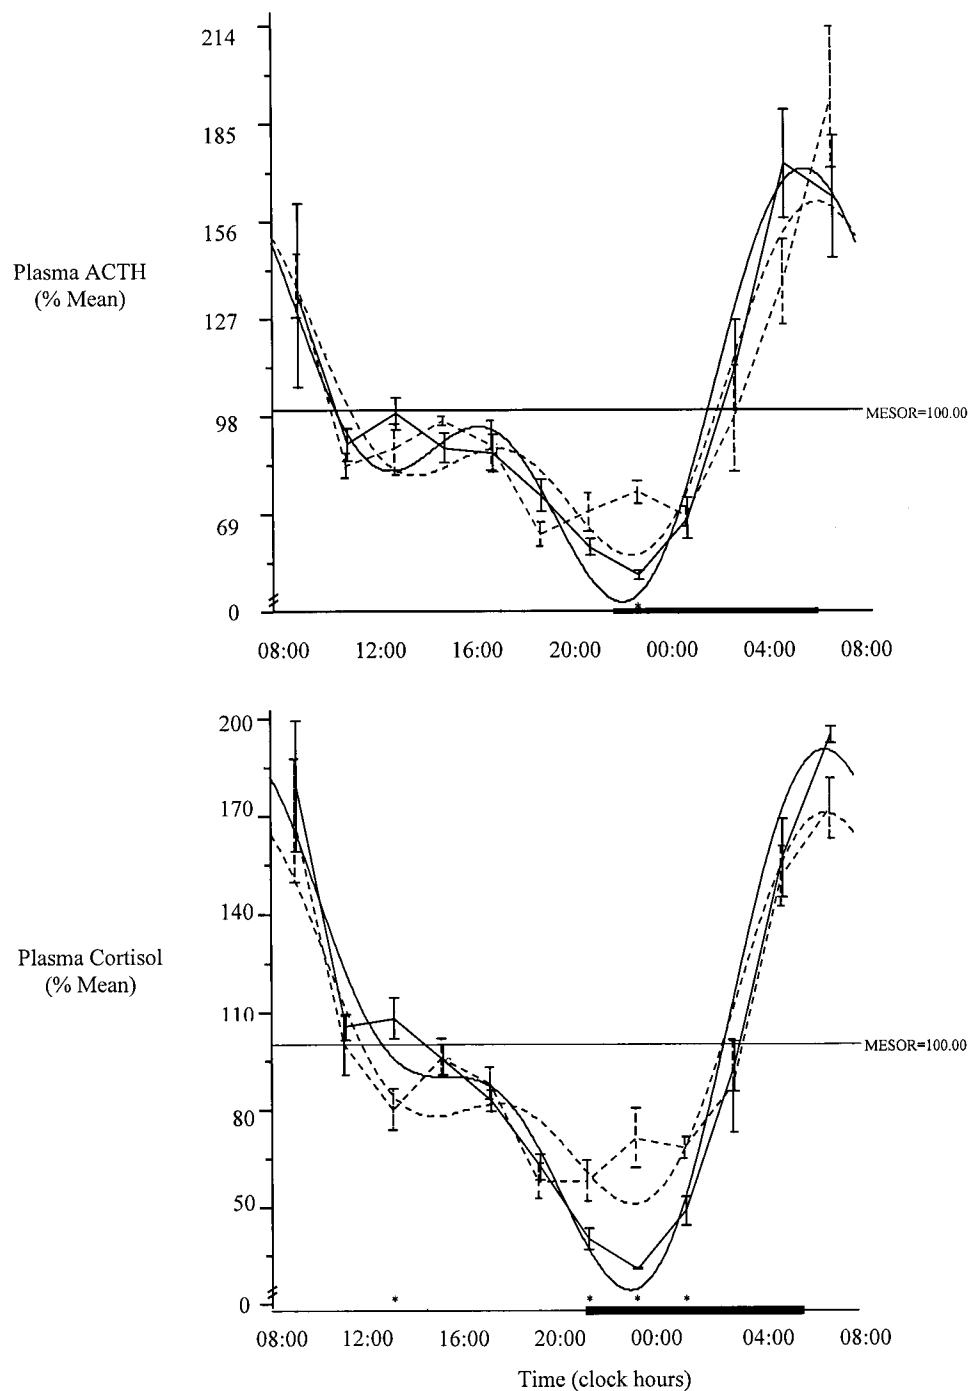 214
185
156
Plasma ACTH
(% Mean)
127
98
MESOR=100.00
69
*
0
08:00 12:00 16:00 20:00 00:00 04:00 08:00
200
170
140
Plasma Cortisol
(% Mean)
110
MESOR=100.00
80
50
* * * *
0
08:00 12:00 16:00 20:00 00:00 04:00 08:00
Time (clock hours)